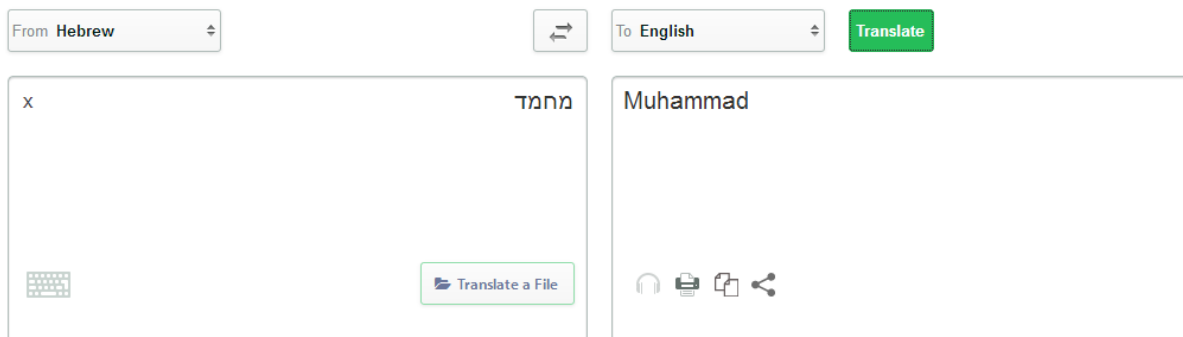 From Hebrew
To English
Translate
x
מחמד
Muhammad
Translate a File